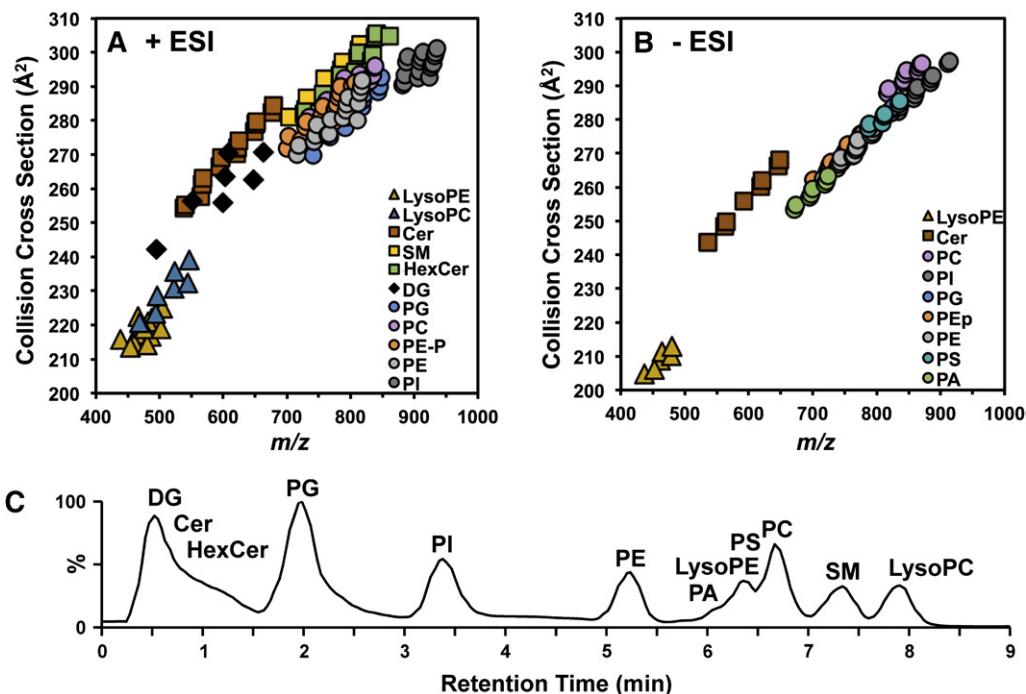 A + ESI
Collision Cross Section (Å²)
310
300
290
280
270
260
250
240
230
220
210
200
400 500 600 700 800 900 1000
m/z
LysoPE
LysoPC
Cer
SM
HexCer
DG
PG
PC
PE-P
PE
PI
B - ESI
Collision Cross Section (Å²)
310
300
290
280
270
260
250
240
230
220
210
200
400 500 600 700 800 900 1000
m/z
LysoPE
Cer
PC
PI
PG
PEp
PE
PS
PA
C
100
%
0
DG
Cer
HexCer
PG
PI
PE
LysoPE
PA
PS
PC
SM
LysoPC
0 1 2 3 4 5 6 7 8 9
Retention Time (min)